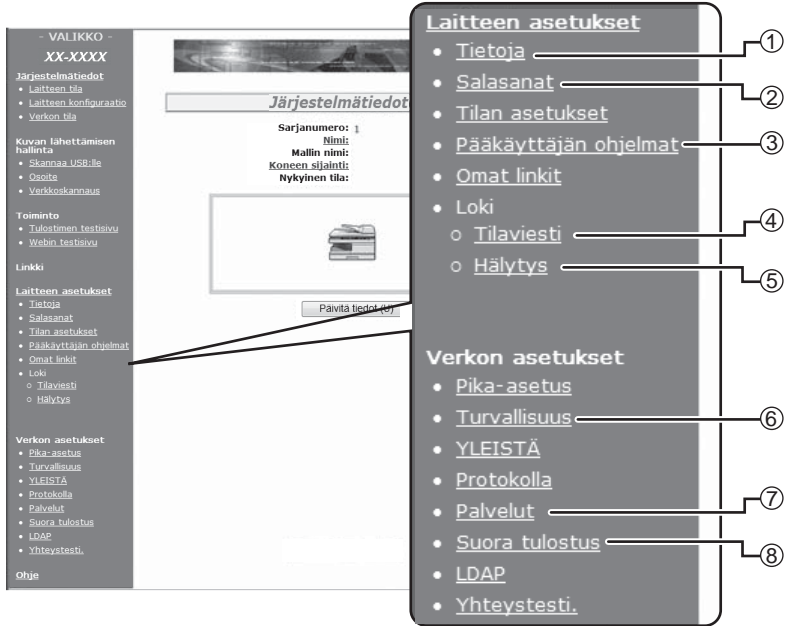 - VALIKKO -
XX-XXXX
Järjestelmätiedot
• Laitteen tila
• Laitteen konfiguraatio
• Verkon tila
Kuvan lähettämisen
hallinta
• Skannaa USB:lle
• Osoite
• Verkkoskannaus
Toiminto
• Tulostimen testisivu
• Webin testisivu
Linkki
Laitteen asetukset
• Tietoja
• Salasanat
• Tilan asetukset
• Pääkäyttäjän ohjelmat
• Omat linkit
• Loki
o Tilaviesti
o Hälytys
Verkon asetukset
• Pika-asetus
• Turvallisuus
• YLEISTÄ
• Protokolla
• Palvelut
• Suora tulostus
• LDAP
• Yhteystesti.
Ohje
Järjestelmätiedot
Sarjanumero: 1
Nimi:
Mallin nimi:
Koneen sijainti:
Nykyinen tila:
Päivitä tiedot (U)
Laitteen asetukset
• Tietoja ①
• Salasanat ②
• Tilan asetukset
• Pääkäyttäjän ohjelmat ③
• Omat linkit
• Loki
o Tilaviesti ④
o Hälytys ⑤
Verkon asetukset
• Pika-asetus
• Turvallisuus ⑥
• YLEISTÄ
• Protokolla
• Palvelut ⑦
• Suora tulostus ⑧
• LDAP
• Yhteystesti.